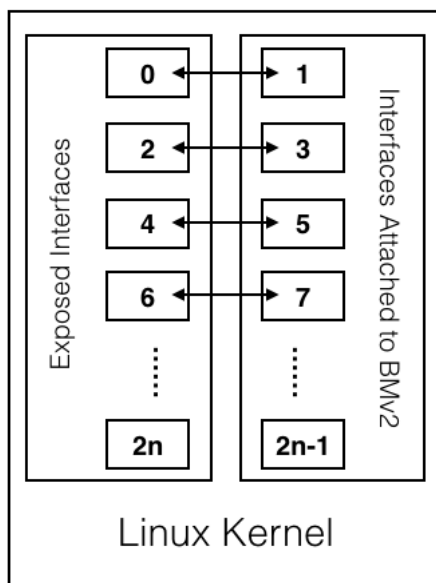 Exposed Interfaces
0 1
2 3
4 5
6 7
2n 2n-1
Interfaces Attached to BMv2
Linux Kernel